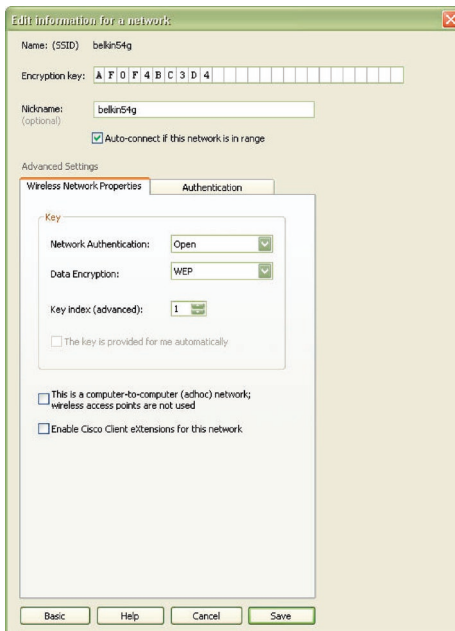 Edit information for a network
Name: (SSID) belkin54g
Encryption key: A F 0 F 4 B C 3 D 4
Nickname: belkin54g
(optional)
Auto-connect if this network is in range
Advanced Settings
Wireless Network Properties Authentication
Key
Network Authentication: Open
Data Encryption: WEP
Key index (advanced): 1
The key is provided for me automatically
This is a computer-to-computer (adhoc) network;
wireless access points are not used
Enable Cisco Client eXtensions for this network
Basic Help Cancel Save